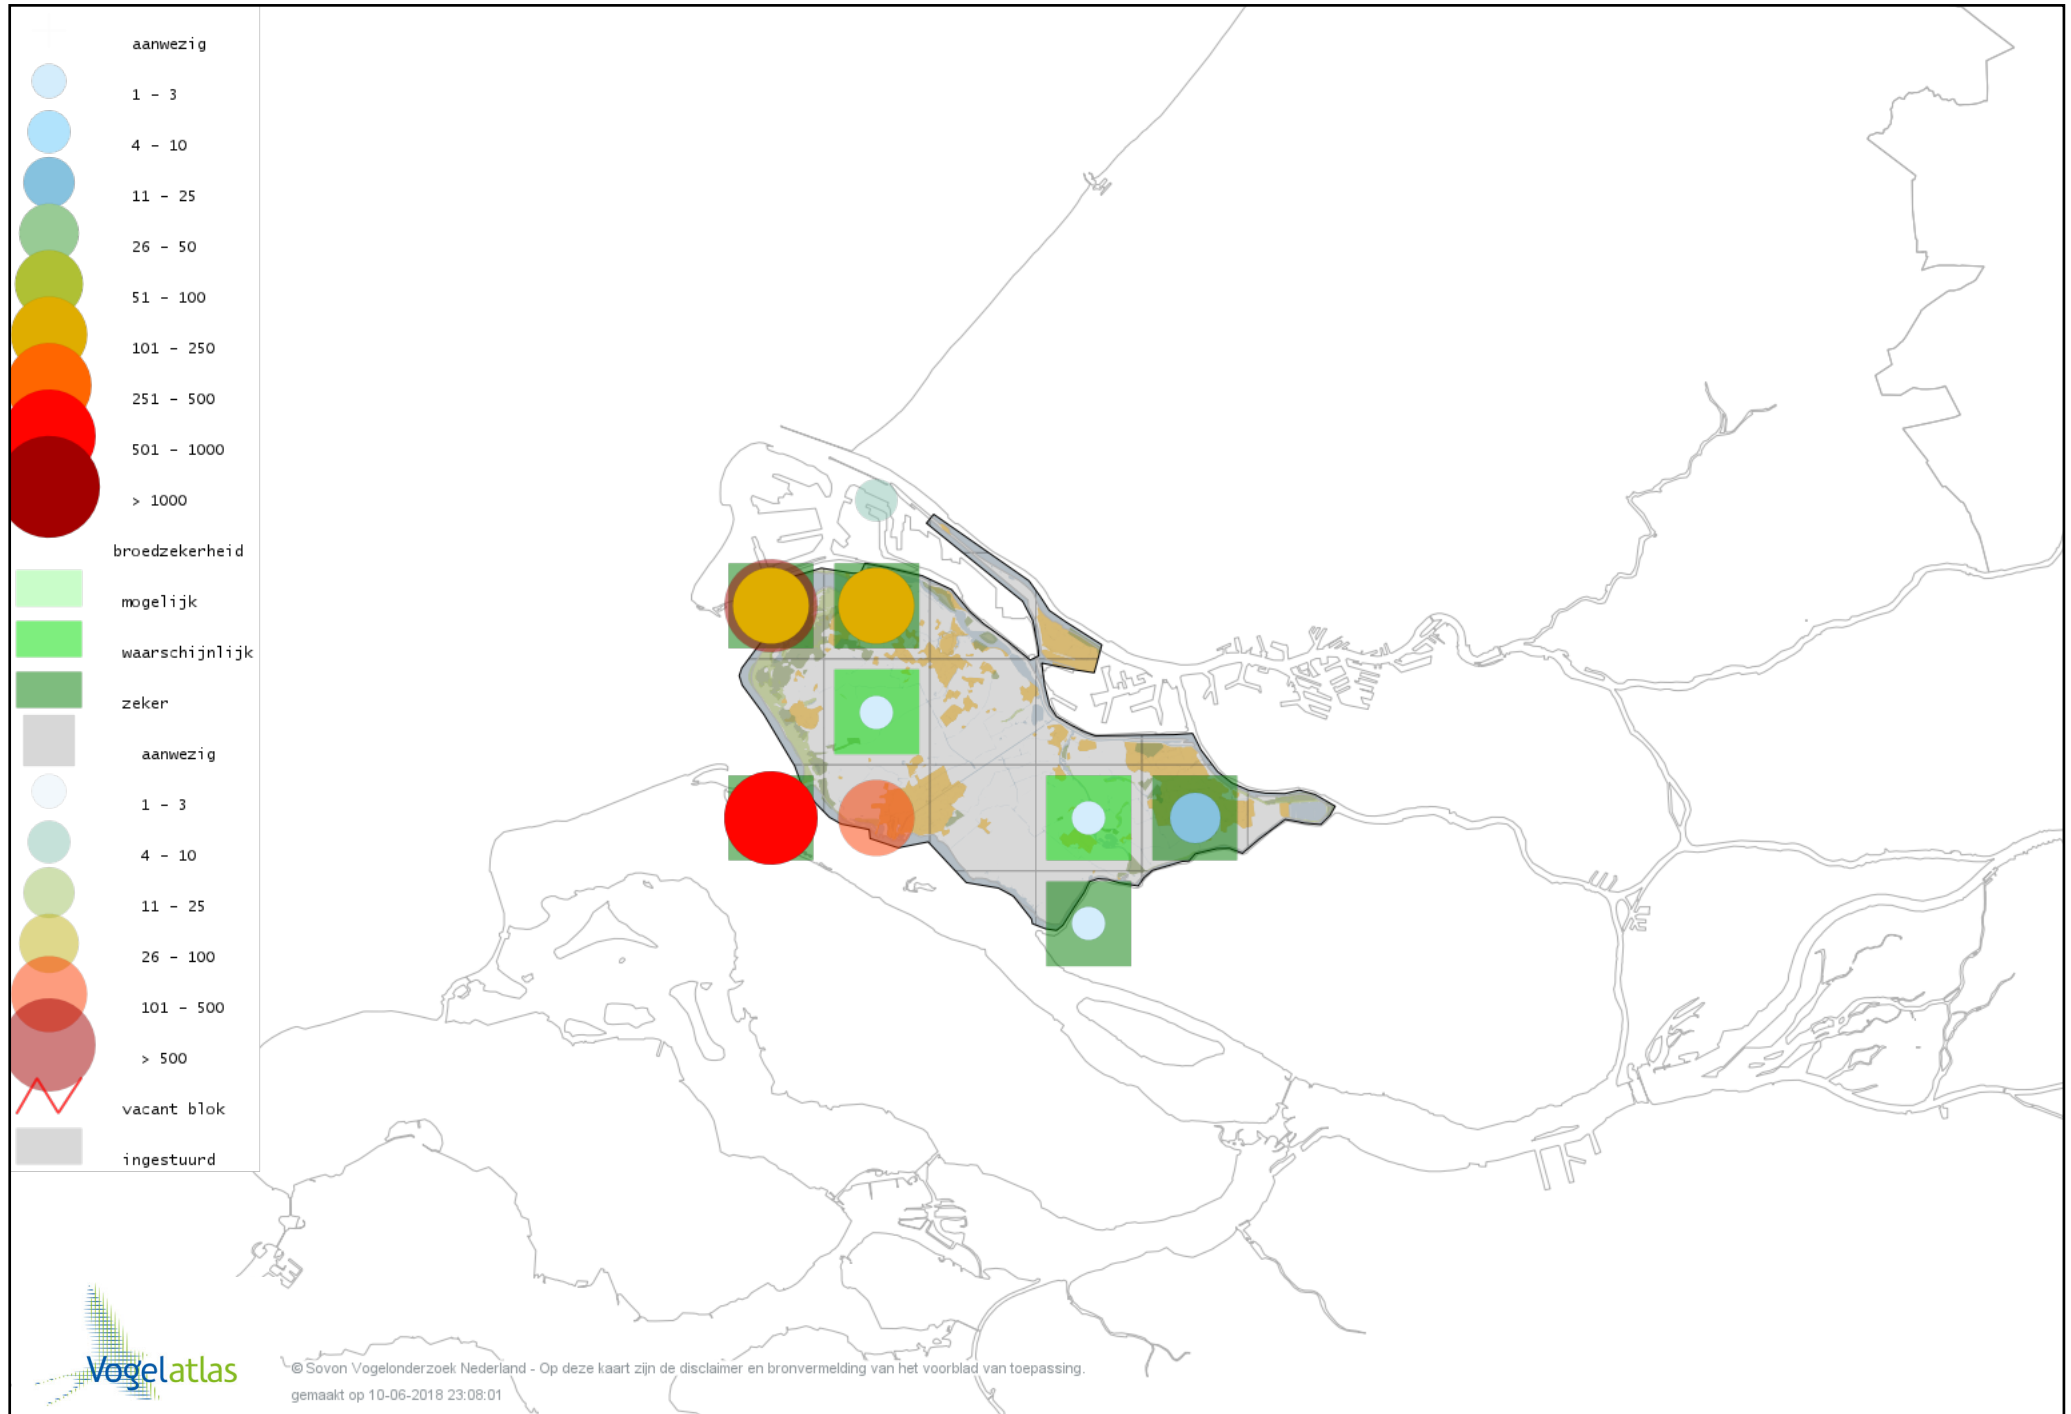 aanwezig
1 - 3
4 - 10
11 - 25
26 - 50
51 - 100
101 - 250
251 - 500
501 - 1000
> 1000
broedzekerheid
mogelijk
waarschijnlijk
zeker
aanwezig
1 - 3
4 - 10
11 - 25
26 - 100
101 - 500
> 500
vacant blok
ingestuurd
Vogelatlas
© Sovon Vogelonderzoek Nederland - Op deze kaart zijn de disclaimer en bronvermelding van het voorblad van toepassing.
gemaakt op 10-06-2018 23:08:01